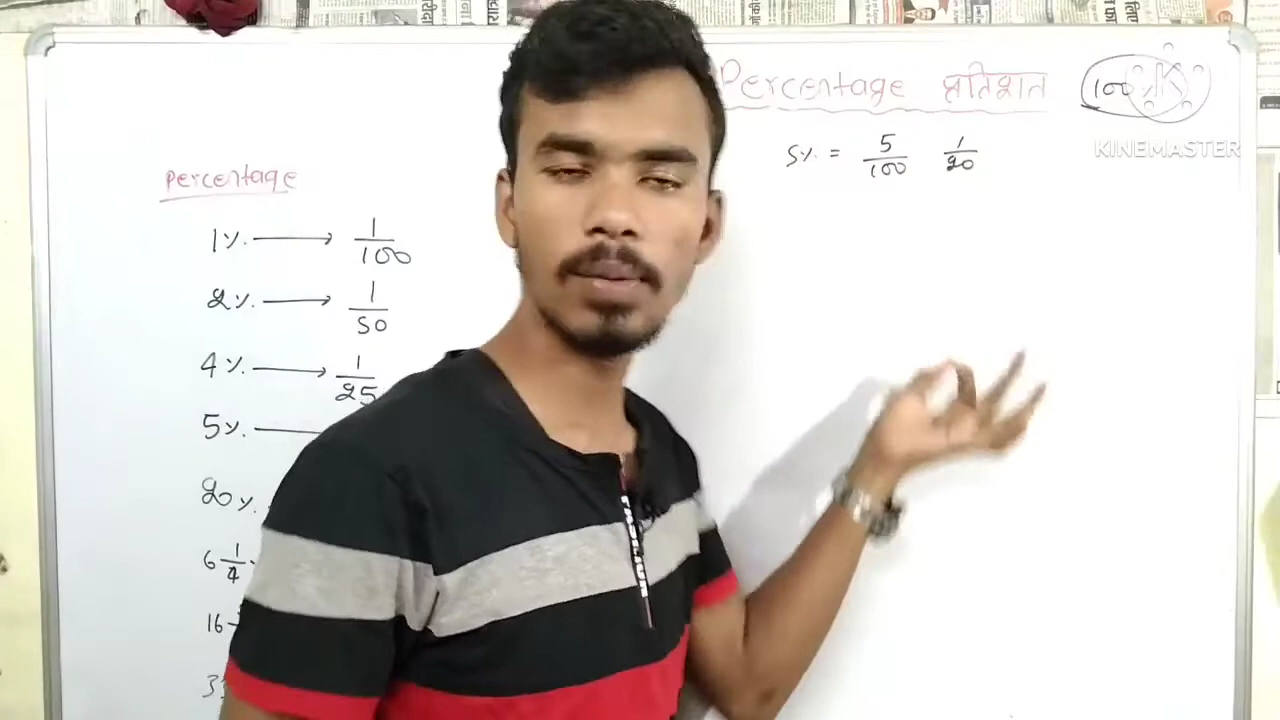 Percentage प्रतिशत 100%
KINEMASTER
5% = 5/100 1/20
Percentage
1% → 1/100
2% → 1/50
4% → 1/25
5%
20%
6 1/4
16